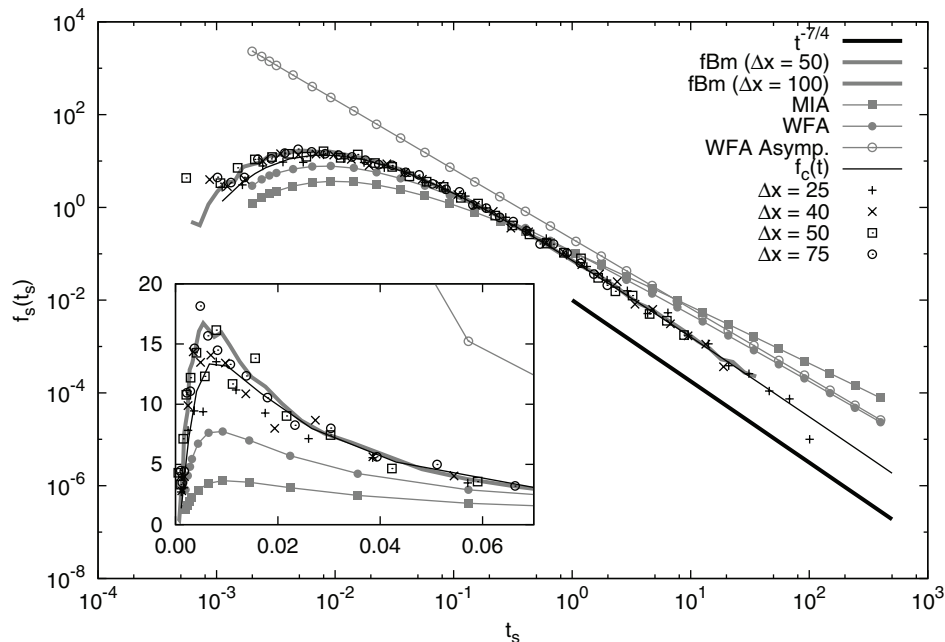 10^4
10^2
10^0
10^-2
10^-4
10^-6
10^-8
f_s(t_s)
10^-4
10^-3
10^-2
10^-1
10^0
10^1
10^2
10^3
t_s
t^-7/4
fBm (Δx = 50)
fBm (Δx = 100)
MIA
WFA
WFA Asymp.
f_c(t)
Δx = 25
Δx = 40
Δx = 50
Δx = 75
20
15
10
5
0
0.00
0.02
0.04
0.06